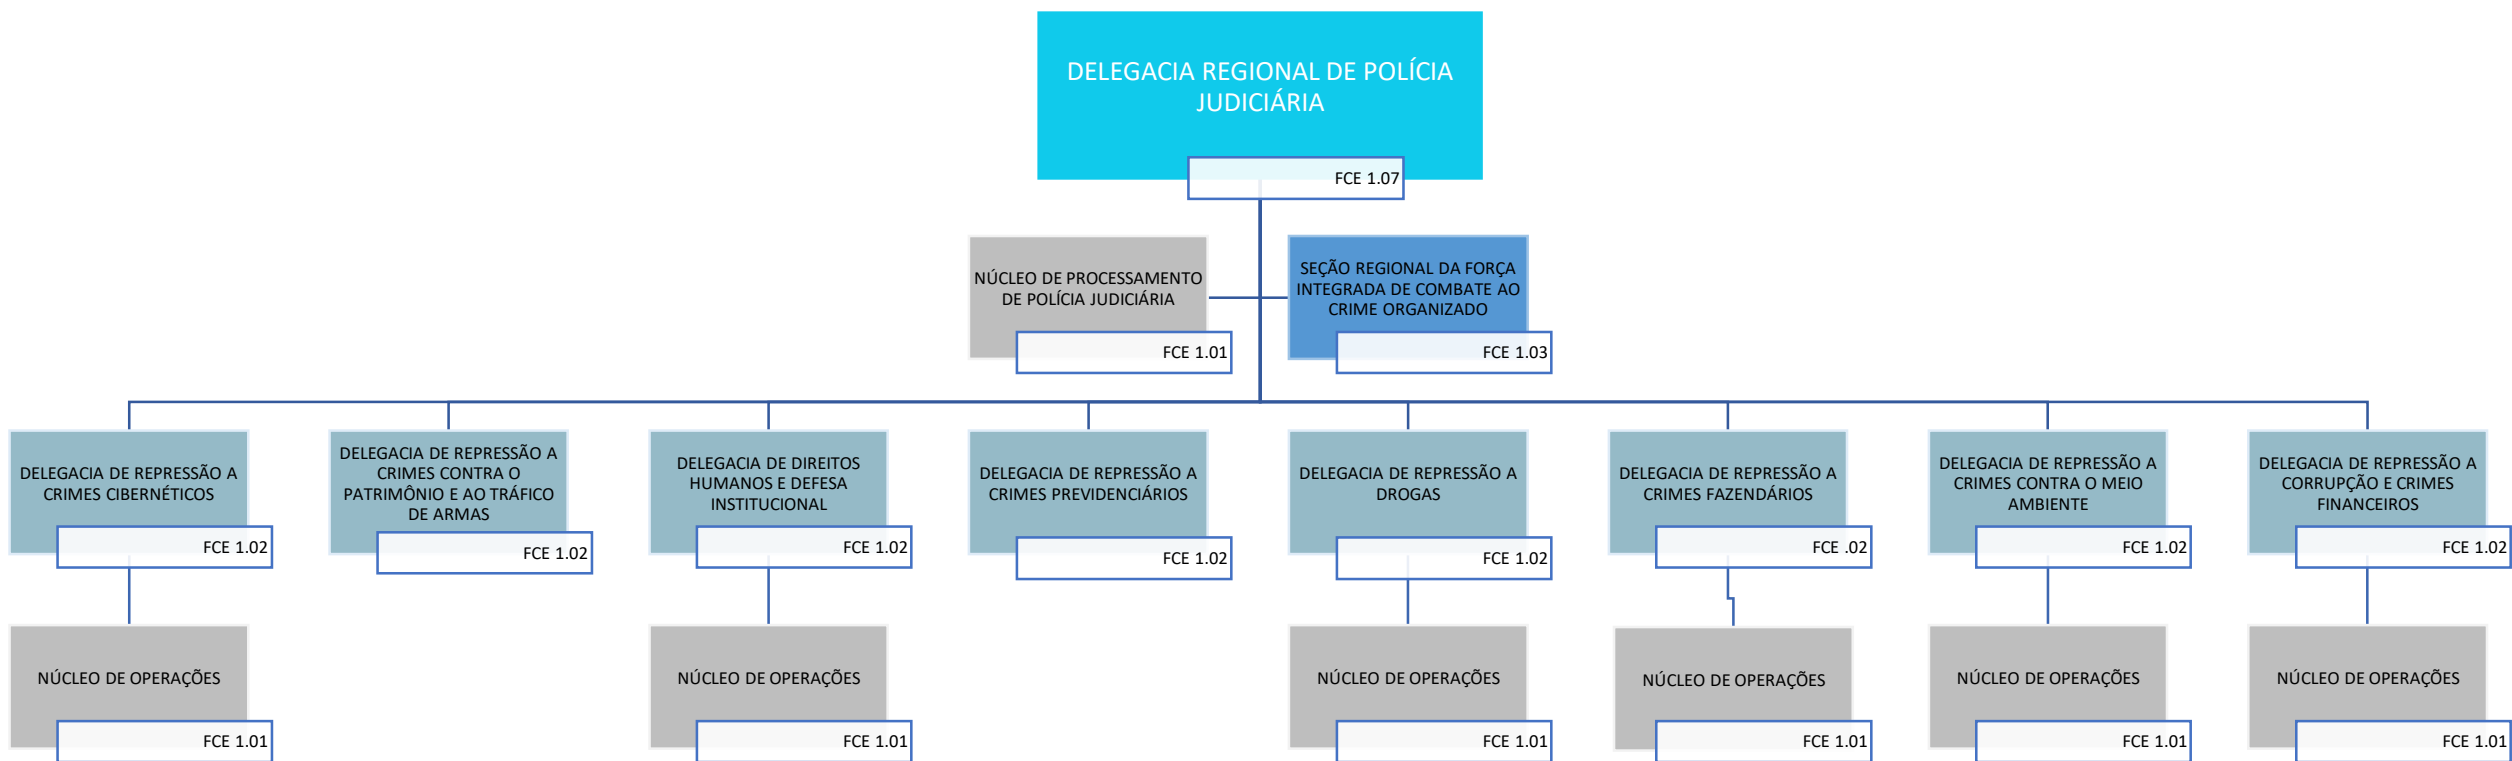 DELEGACIA REGIONAL DE POLÍCIA
JUDICIÁRIA
FCE 1.07
NÚCLEO DE PROCESSAMENTO
DE POLÍCIA JUDICIÁRIA
FCE 1.01
SEÇÃO REGIONAL DA FORÇA
INTEGRADA DE COMBATE AO
CRIME ORGANIZADO
FCE 1.03
DELEGACIA DE REPRESSÃO A
CRIMES CIBERNÉTICOS
FCE 1.02
DELEGACIA DE REPRESSÃO A
CRIMES CONTRA O
PATRIMÔNIO E AO TRÁFICO
DE ARMAS
FCE 1.02
DELEGACIA DE DIREITOS
HUMANOS E DEFESA
INSTITUCIONAL
FCE 1.02
DELEGACIA DE REPRESSÃO A
CRIMES PREVIDENCIÁRIOS
FCE 1.02
DELEGACIA DE REPRESSÃO A
DROGAS
FCE 1.02
DELEGACIA DE REPRESSÃO A
CRIMES FAZENDÁRIOS
FCE .02
DELEGACIA DE REPRESSÃO A
CRIMES CONTRA O MEIO
AMBIENTE
FCE 1.02
DELEGACIA DE REPRESSÃO A
CORRUPÇÃO E CRIMES
FINANCEIROS
FCE 1.02
NÚCLEO DE OPERAÇÕES
FCE 1.01
NÚCLEO DE OPERAÇÕES
FCE 1.01
NÚCLEO DE OPERAÇÕES
FCE 1.01
NÚCLEO DE OPERAÇÕES
FCE 1.01
NÚCLEO DE OPERAÇÕES
FCE 1.01
NÚCLEO DE OPERAÇÕES
FCE 1.01